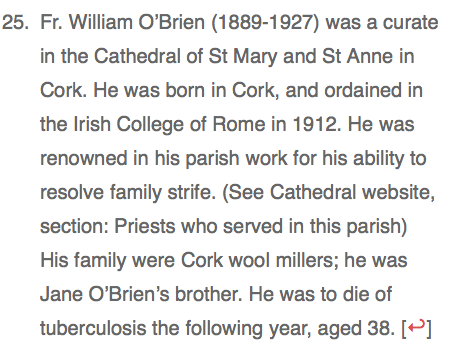 25. Fr. William O’Brien (1889-1927) was a curate
in the Cathedral of St Mary and St Anne in
Cork. He was born in Cork, and ordained in
the Irish College of Rome in 1912. He was
renowned in his parish work for his ability to
resolve family strife. (See Cathedral website,
section: Priests who served in this parish)
His family were Cork wool millers; he was
Jane O’Brien’s brother. He was to die of
tuberculosis the following year, aged 38. [↩]